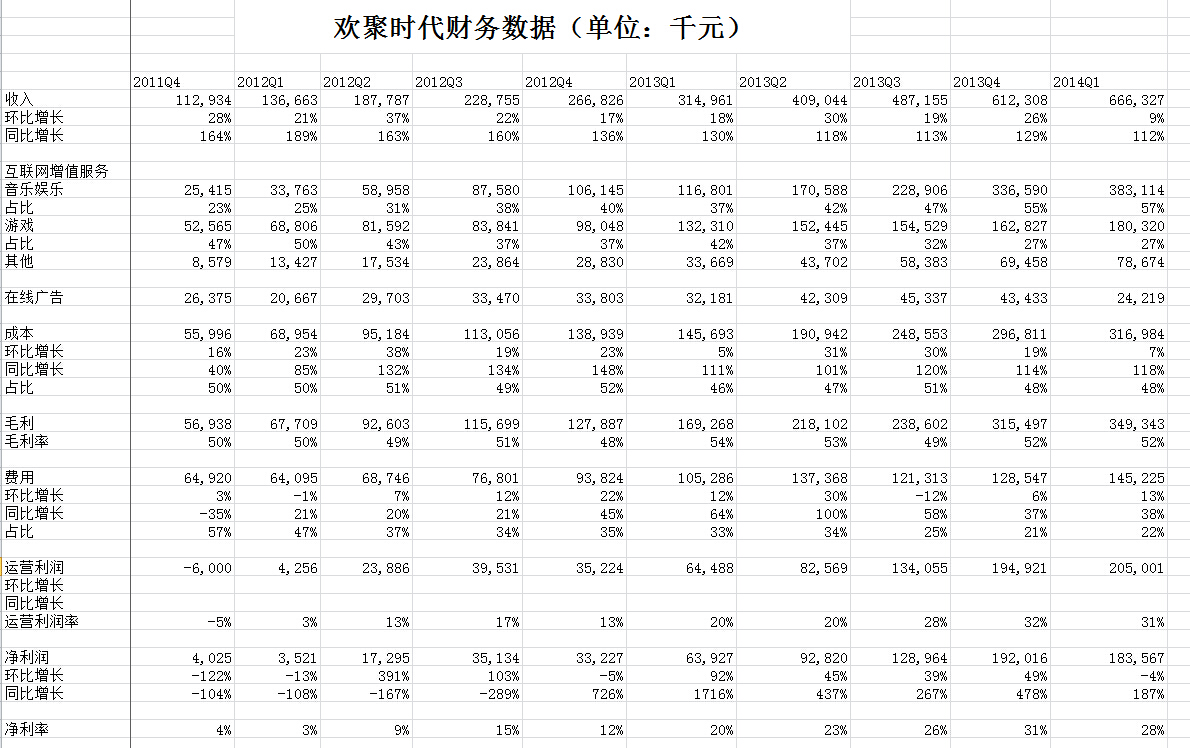 欢聚时代财务数据（单位：千元）
2011Q4 2012Q1 2012Q2 2012Q3 2012Q4 2013Q1 2013Q2 2013Q3 2013Q4 2014Q1
收入 112,934 136,663 187,787 228,755 266,826 314,961 409,044 487,155 612,308 666,327
环比增长 28% 21% 37% 22% 17% 18% 30% 19% 26% 9%
同比增长 164% 189% 163% 160% 136% 130% 118% 113% 129% 112%
互联网增值服务
音乐娱乐 25,415 33,763 58,958 87,580 106,145 116,801 170,588 228,906 336,590 383,114
占比 23% 25% 31% 38% 40% 37% 42% 47% 55% 57%
游戏 52,565 68,806 81,592 83,841 98,048 132,310 152,445 154,529 162,827 180,320
占比 47% 50% 43% 37% 37% 42% 37% 32% 27% 27%
其他 8,579 13,427 17,534 23,864 28,830 33,669 43,702 58,383 69,458 78,674
在线广告 26,375 20,667 29,703 33,470 33,803 32,181 42,309 45,337 43,433 24,219
成本 55,996 68,954 95,184 113,056 138,939 145,693 190,942 248,553 296,811 316,984
环比增长 16% 23% 38% 19% 23% 5% 31% 30% 19% 7%
同比增长 40% 85% 132% 134% 148% 111% 101% 120% 114% 118%
占比 50% 50% 51% 49% 52% 46% 47% 51% 48% 48%
毛利 56,938 67,709 92,603 115,699 127,887 169,268 218,102 238,602 315,497 349,343
毛利率 50% 50% 49% 51% 48% 54% 53% 49% 52% 52%
费用 64,920 64,095 68,746 76,801 93,824 105,286 137,368 121,313 128,547 145,225
环比增长 3% -1% 7% 12% 22% 12% 30% -12% 6% 13%
同比增长 -35% 21% 20% 21% 45% 64% 100% 58% 37% 38%
占比 57% 47% 37% 34% 35% 33% 34% 25% 21% 22%
运营利润 -6,000 4,256 23,886 39,531 35,224 64,488 82,569 134,055 194,921 205,001
环比增长
同比增长
运营利润率 -5% 3% 13% 17% 13% 20% 20% 28% 32% 31%
净利润 4,025 3,521 17,295 35,134 33,227 63,927 92,820 128,964 192,016 183,567
环比增长 -122% -13% 391% 103% -5% 92% 45% 39% 49% -4%
同比增长 -104% -108% -167% -289% 726% 1716% 437% 267% 478% 187%
净利率 4% 3% 9% 15% 12% 20% 23% 26% 31% 28%